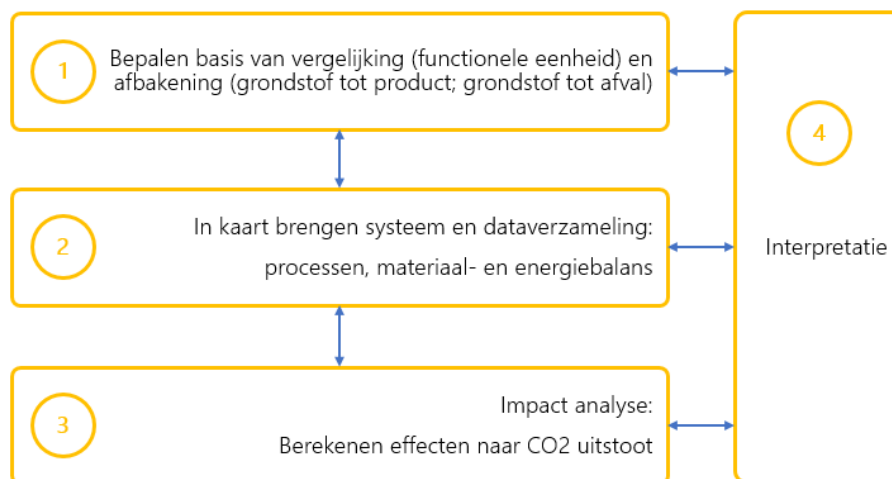 1
Bepalen basis van vergelijking (functionele eenheid) en
afbakening (grondstof tot product; grondstof tot afval)
2
In kaart brengen systeem en dataverzameling:
processen, materiaal- en energiebalans
3
Impact analyse:
Berekenen effecten naar CO2 uitstoot
4
Interpretatie